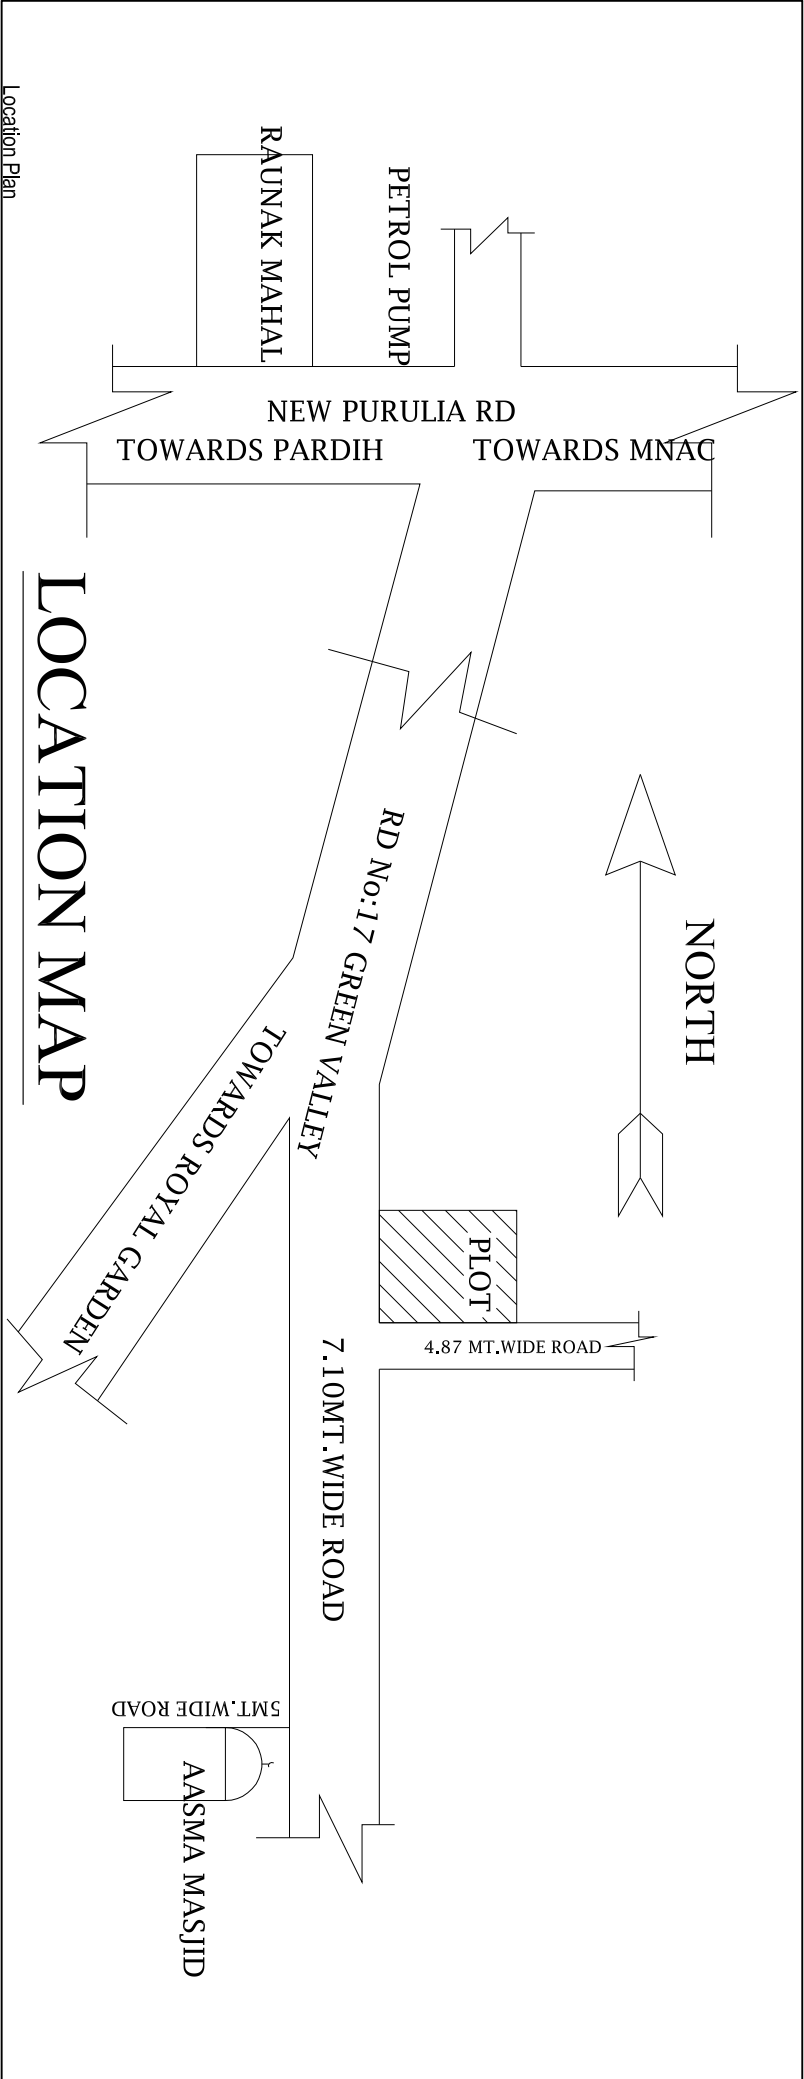 Location Plan
RAUNAK MAHAL
PETROL PUMP
NEW PURULIA RD
TOWARDS PARDIH
TOWARDS MNAC
LOCATION MAP
NORTH
RD No:17 GREEN VALLEY
TOWARDS ROYAL GARDEN
PLOT
4.87 MT.WIDE ROAD
7.10MT.WIDE ROAD
5MT.WIDE ROAD
AASMA MASJID